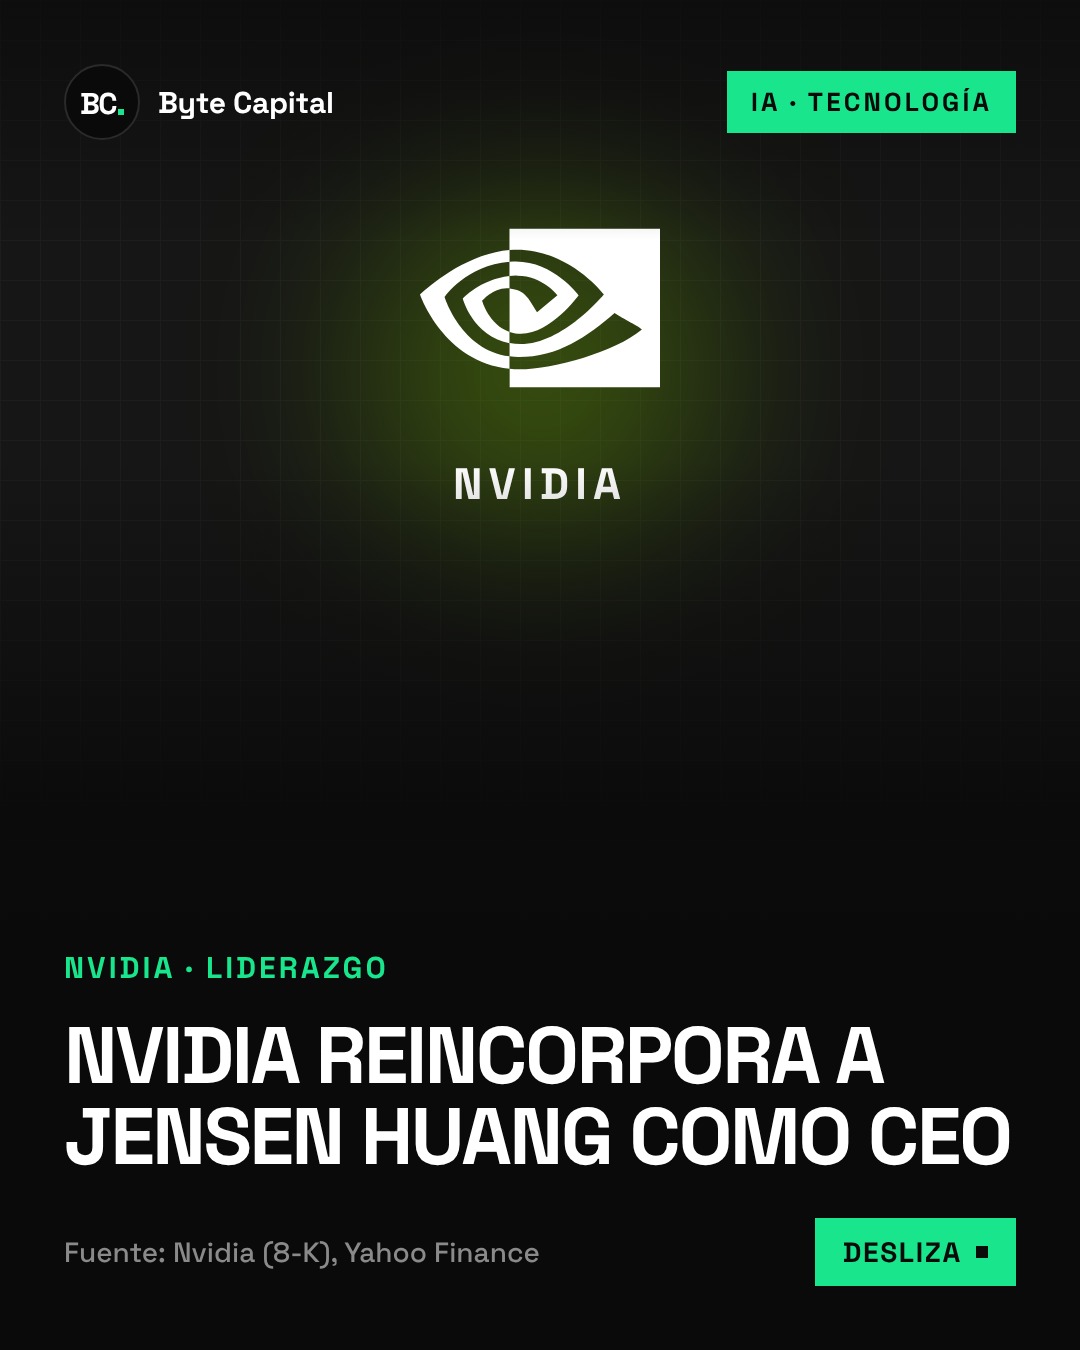 BC.
Byte Capital
IA · TECNOLOGÍA
NVIDIA
NVIDIA · LIDERAZGO
NVIDIA REINCORPORA A
JENSEN HUANG COMO CEO
Fuente: Nvidia (8-K), Yahoo Finance
DESLIZA